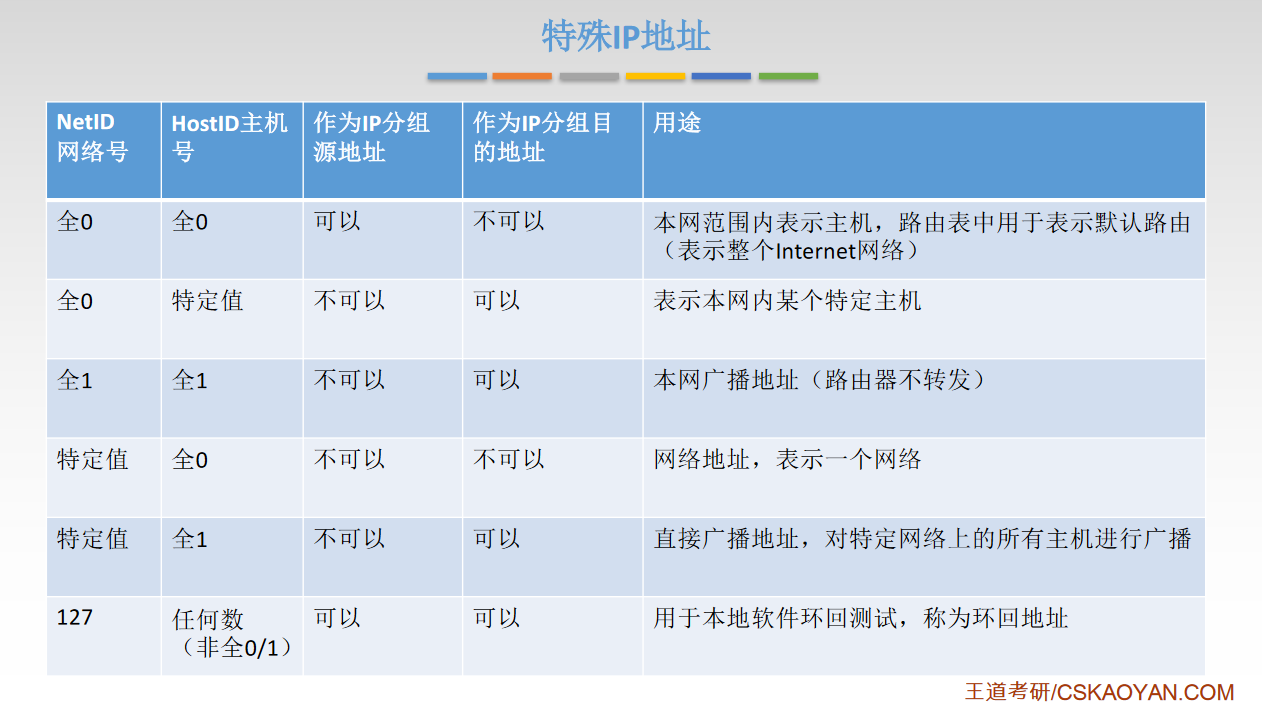 特殊IP地址
NetID
网络号
HostID主机
号
作为IP分组
源地址
作为IP分组目
的地址
用途
全0
全0
可以
不可以
本网范围内表示主机，路由表中用于表示默认路由
（表示整个Internet网络）
全0
特定值
不可以
可以
表示本网内某个特定主机
全1
全1
不可以
可以
本网广播地址（路由器不转发）
特定值
全0
不可以
不可以
网络地址，表示一个网络
特定值
全1
不可以
可以
直接广播地址，对特定网络上的所有主机进行广播
127
任何数
（非全0/1）
可以
可以
用于本地软件环回测试，称为环回地址
王道考研/CSKAOYAN.COM